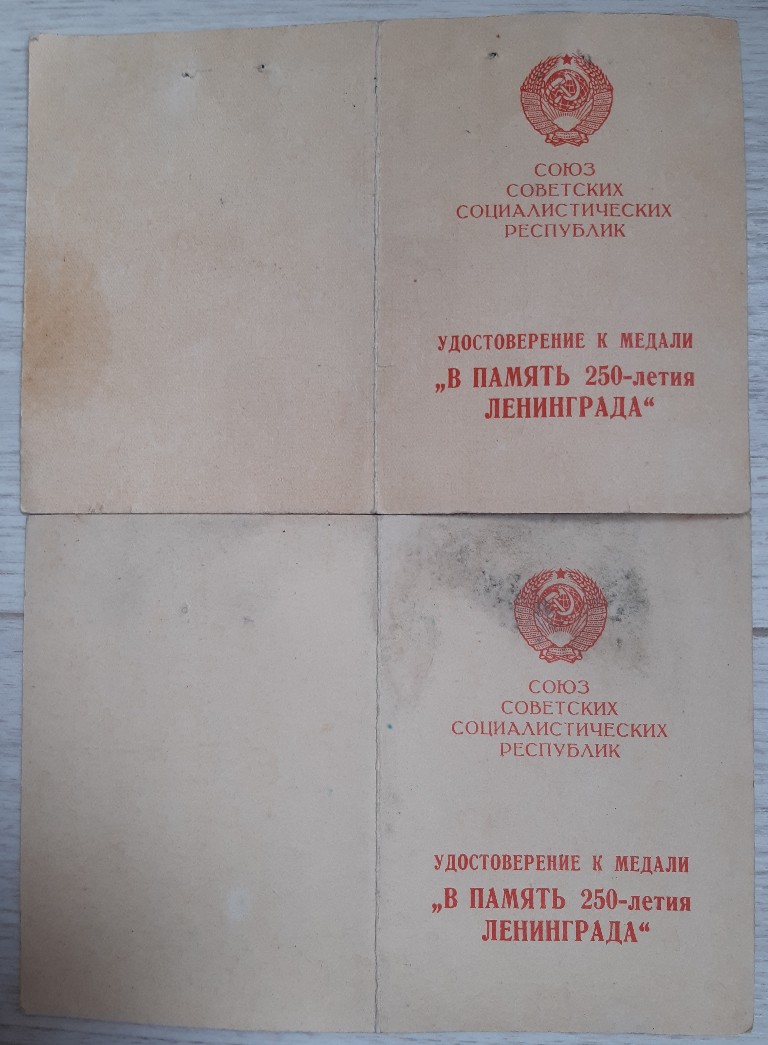 СОЮЗ
СОВЕТСКИХ
СОЦИАЛИСТИЧЕСКИХ
РЕСПУБЛИК
УДОСТОВЕРЕНИЕ К МЕДАЛИ
„В ПАМЯТЬ 250-летия
ЛЕНИНГРАДА“
СОЮЗ
СОВЕТСКИХ
СОЦИАЛИСТИЧЕСКИХ
РЕСПУБЛИК
УДОСТОВЕРЕНИЕ К МЕДАЛИ
„В ПАМЯТЬ 250-летия
ЛЕНИНГРАДА“